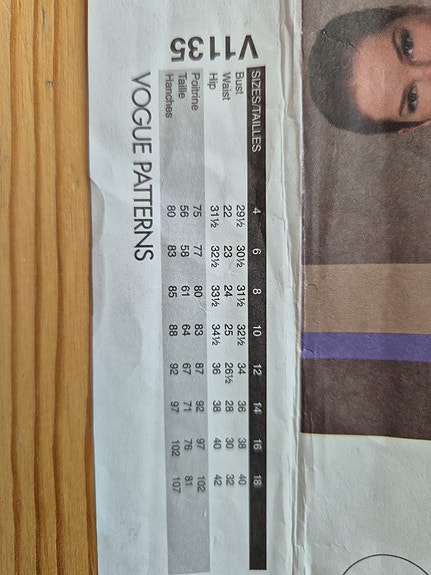 V1135
SIZES/TAILLES 4 6 8 10 12 14 16 18
Bust 29½ 30½ 31½ 32½ 34 36 38 40
Waist 22 23 24 25 26½ 28 30 32
Hip 31½ 32½ 33½ 34½ 36 38 40 42
Poitrine 75 77 80 83 87 92 97 102
Taille 56 58 61 64 67 71 76 81
Hanches 80 83 85 88 92 97 102 107
VOGUE PATTERNS